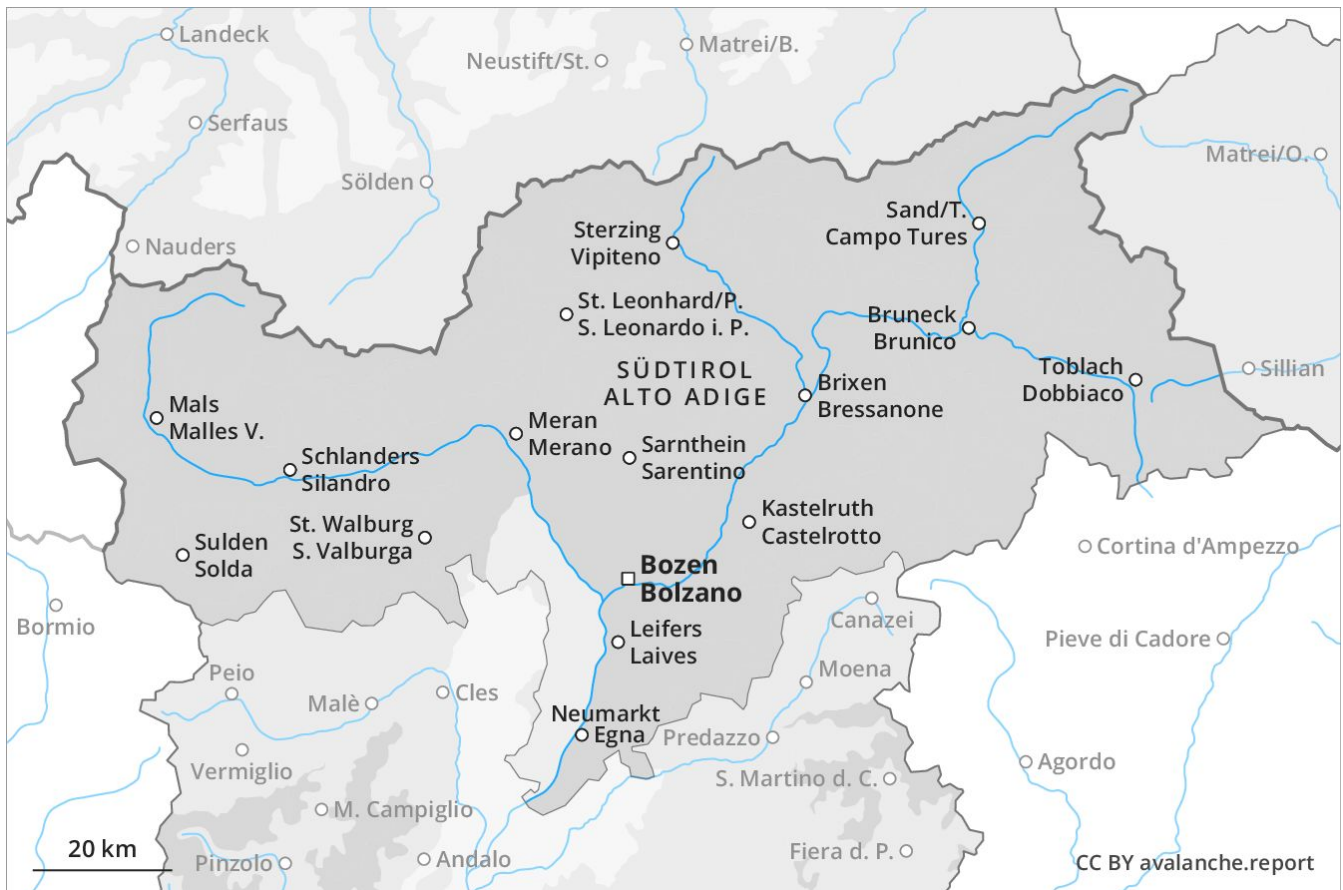 Landeck
Neustift/St.
Matrei/B.
Serfaus
Matrei/O.
Sölden
Nauders
Sterzing
Vipiteno
Sand/T.
Campo Tures
St. Leonhard/P.
S. Leonardo i. P.
Bruneck
Brunico
SÜDTIROL
ALTO ADIGE
Toblach
Dobbiaco
Sillian
Brixen
Bressanone
Mals
Malles V.
Meran
Merano
Sarnthein
Sarentino
Schlanders
Silandro
Kastelruth
Castelrotto
St. Walburg
S. Valburga
Sulden
Solda
Cortina d'Ampezzo
Bozen
Bolzano
Bormio
Leifers
Laives
Canazei
Pieve di Cadore
Peio
Moena
Malè
Cles
Neumarkt
Egna
Predazzo
Vermiglio
S. Martino d. C.
Agordo
M. Campiglio
20 km
Pinzolo
Andalo
Fiera d. P.
CC BY avalanche.report